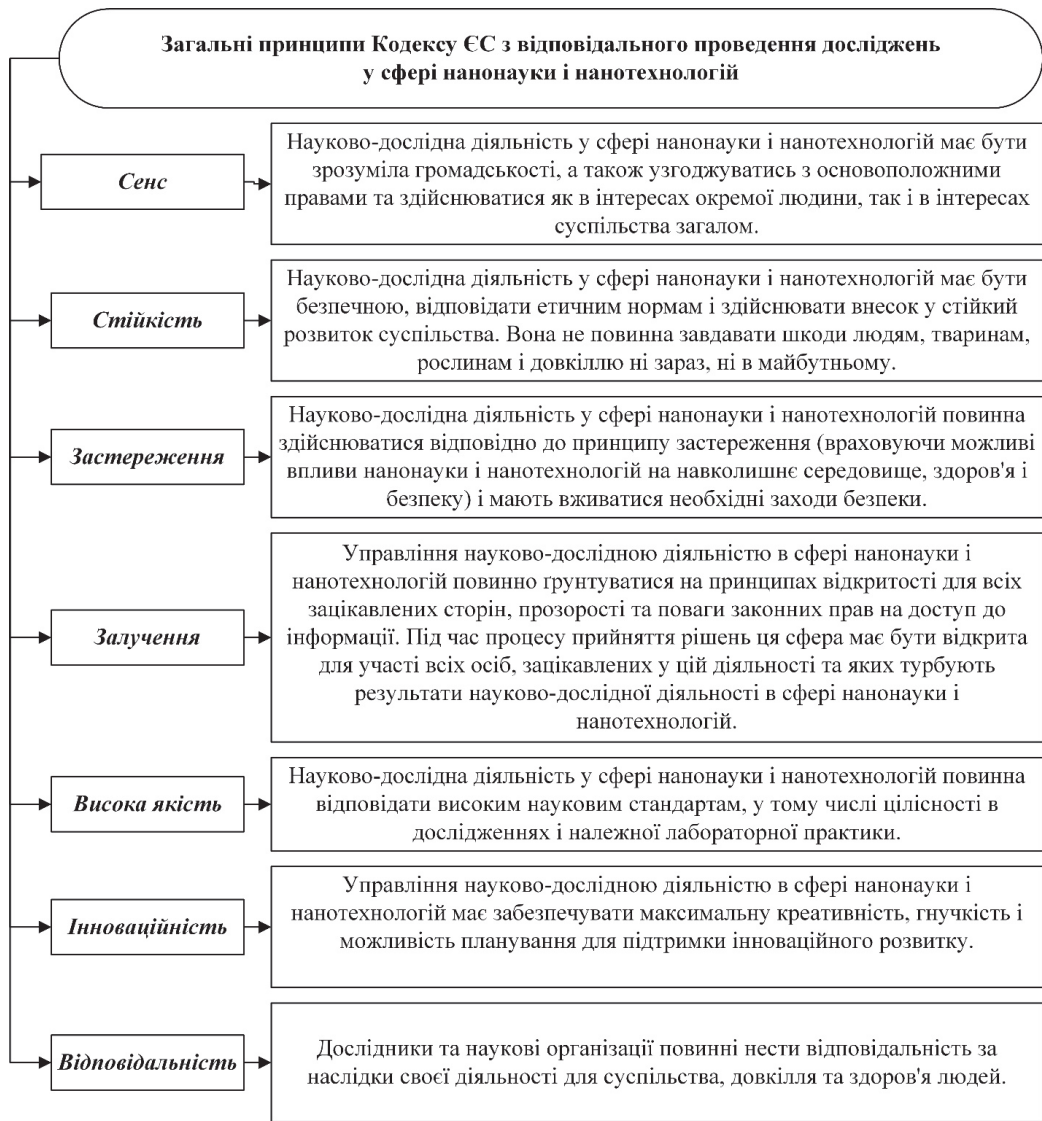 Загальні принципи Кодексу ЄС з відповідального проведення досліджень
у сфері нанонауки і нанотехнологій
Сенс
Науково-дослідна діяльність у сфері нанонауки і нанотехнологій має бути
зрозуміла громадськості, а також узгоджуватись з основоположними
правами та здійснюватися як в інтересах окремої людини, так і в інтересах
суспільства загалом.
Стійкість
Науково-дослідна діяльність у сфері нанонауки і нанотехнологій має бути
безпечною, відповідати етичним нормам і здійснювати внесок у стійкий
розвиток суспільства. Вона не повинна завдавати шкоди людям, тваринам,
рослинам і довкіллю ні зараз, ні в майбутньому.
Застереження
Науково-дослідна діяльність у сфері нанонауки і нанотехнологій повинна
здійснюватися відповідно до принципу застереження (враховуючи можливі
впливи нанонауки і нанотехнологій на навколишнє середовище, здоров'я і
безпеку) і мають вживатися необхідні заходи безпеки.
Залучення
Управління науково-дослідною діяльністю в сфері нанонауки і
нанотехнологій повинно ґрунтуватися на принципах відкритості для всіх
зацікавлених сторін, прозорості та поваги законних прав на доступ до
інформації. Під час процесу прийняття рішень ця сфера має бути відкрита
для участі всіх осіб, зацікавлених у цій діяльності та яких турбують
результати науково-дослідної діяльності в сфері нанонауки і
нанотехнологій.
Висока якість
Науково-дослідна діяльність у сфері нанонауки і нанотехнологій повинна
відповідати високим науковим стандартам, у тому числі цілісності в
дослідженнях і належної лабораторної практики.
Інноваційність
Управління науково-дослідною діяльністю в сфері нанонауки і
нанотехнологій має забезпечувати максимальну креативність, гнучкість і
можливість планування для підтримки інноваційного розвитку.
Відповідальність
Дослідники та наукові організації повинні нести відповідальність за
наслідки своєї діяльності для суспільства, довкілля та здоров'я людей.